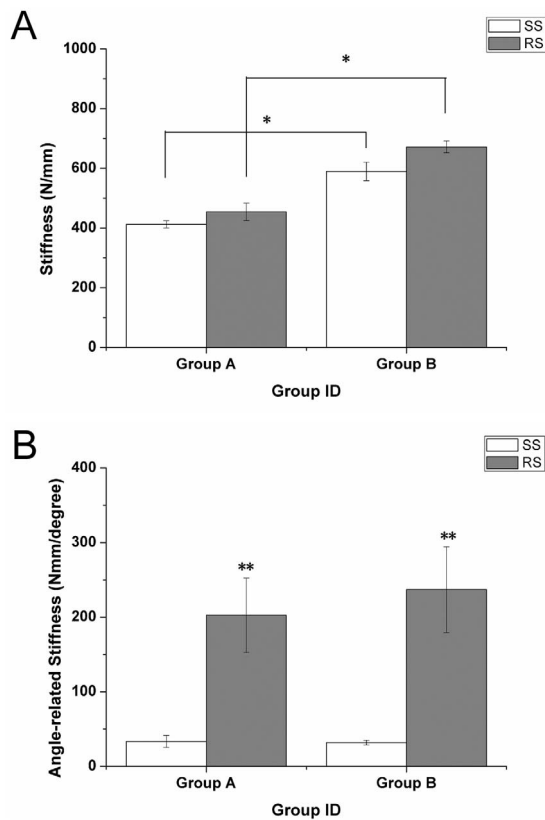 A
SS
RS
1000
800
600
400
200
0
Stiffness (N/mm)
*
*
Group A
Group B
Group ID
B
SS
RS
400
300
200
100
0
Angle-related Stiffness (Nmm/degree)
**
**
Group A
Group B
Group ID